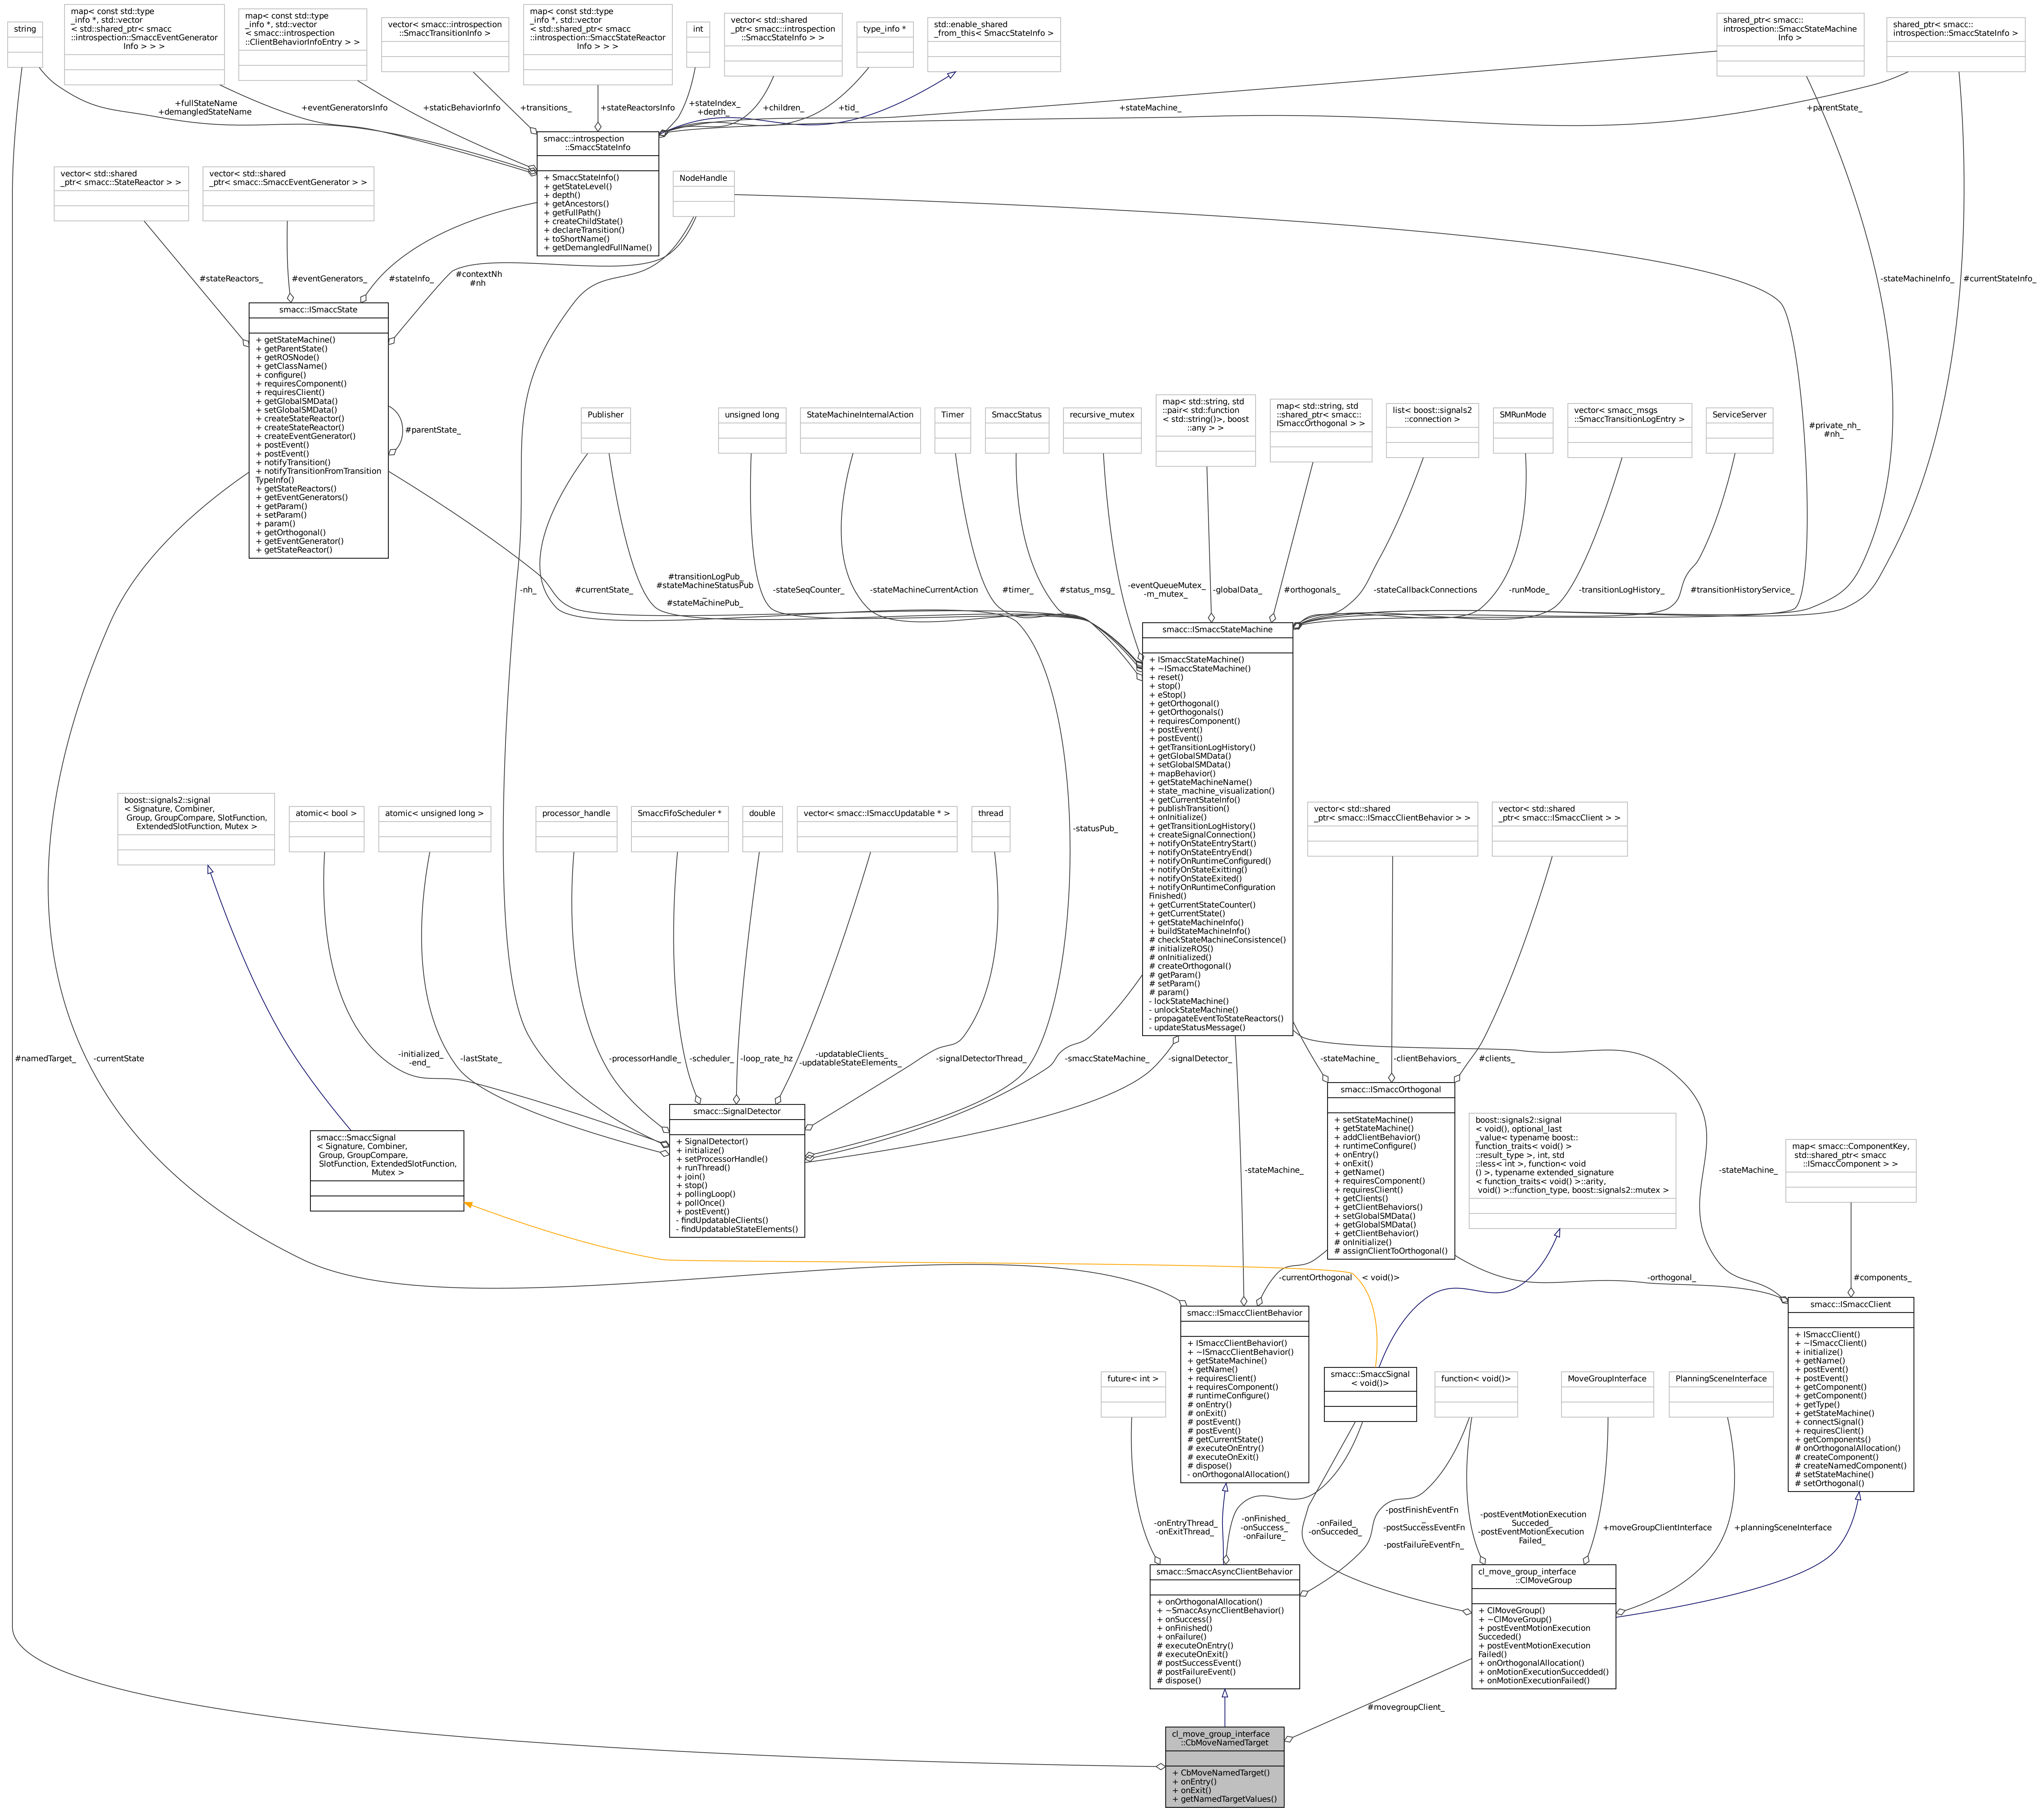 string
map< const std::type
_info *, std::vector
< std::shared_ptr< smacc
::introspection::SmaccEventGenerator
Info > > >
map< const std::type
_info *, std::vector
< smacc::introspection
::ClientBehaviorInfoEntry > >
vector< smacc::introspection
::SmaccTransitionInfo >
map< const std::type
_info *, std::vector
< std::shared_ptr< smacc
::introspection::SmaccStateReactor
Info > > >
int
vector< std::shared
_ptr< smacc::introspection
::SmaccStateInfo > >
type_info *
std::enable_shared
_from_this< SmaccStateInfo >
shared_ptr< smacc::
introspection::SmaccStateMachine
Info >
shared_ptr< smacc::
introspection::SmaccStateInfo >
+fullStateName
+demangledStateName
+eventGeneratorsInfo
+staticBehaviorInfo
+transitions_
+stateReactorsInfo
+stateIndex_
+depth_
+children_
+tid_
+stateMachine_
+parentState_
smacc::introspection
::SmaccStateInfo
+ SmaccStateInfo()
+ getStateLevel()
+ depth()
+ getAncestors()
+ getFullPath()
+ createChildState()
+ declareTransition()
+ toShortName()
+ getDemangledFullName()
vector< std::shared
_ptr< smacc::StateReactor > >
vector< std::shared
_ptr< smacc::SmaccEventGenerator > >
NodeHandle
#stateReactors_
#eventGenerators_
#stateInfo_
#contextNh
#nh
-stateMachineInfo_
#currentStateInfo_
smacc::ISmaccState
+ getStateMachine()
+ getParentState()
+ getROSNode()
+ getClassName()
+ configure()
+ requiresComponent()
+ requiresClient()
+ getGlobalSMData()
+ setGlobalSMData()
+ createStateReactor()
+ createStateReactor()
+ createEventGenerator()
+ postEvent()
+ postEvent()
+ notifyTransition()
+ notifyTransitionFromTransition
TypeInfo()
+ getStateReactors()
+ getEventGenerators()
+ getParam()
+ setParam()
+ param()
+ getOrthogonal()
+ getEventGenerator()
+ getStateReactor()
#parentState_
Publisher
unsigned long
StateMachineInternalAction
Timer
SmaccStatus
recursive_mutex
map< std::string, std
::pair< std::function
< std::string()>, boost
::any > >
map< std::string, std
::shared_ptr< smacc::
ISmaccOrthogonal > >
list< boost::signals2
::connection >
SMRunMode
vector< smacc_msgs
::SmaccTransitionLogEntry >
ServiceServer
#private_nh_
#nh_
-nh_
#currentState_
#transitionLogPub_
#stateMachineStatusPub
_
#stateMachinePub_
-stateSeqCounter_
-stateMachineCurrentAction
#timer_
#status_msg_
-eventQueueMutex_
-m_mutex_
-globalData_
#orthogonals_
-stateCallbackConnections
-runMode_
-transitionLogHistory_
#transitionHistoryService_
smacc::ISmaccStateMachine
+ ISmaccStateMachine()
+ ~ISmaccStateMachine()
+ reset()
+ stop()
+ eStop()
+ getOrthogonal()
+ getOrthogonals()
+ requiresComponent()
+ postEvent()
+ postEvent()
+ getTransitionLogHistory()
+ getGlobalSMData()
+ setGlobalSMData()
+ mapBehavior()
+ getStateMachineName()
+ state_machine_visualization()
+ getCurrentStateInfo()
+ publishTransition()
+ onInitialize()
+ getTransitionLogHistory()
+ createSignalConnection()
+ notifyOnStateEntryStart()
+ notifyOnStateEntryEnd()
+ notifyOnRuntimeConfigured()
+ notifyOnStateExitting()
+ notifyOnStateExited()
+ notifyOnRuntimeConfiguration
Finished()
+ getCurrentStateCounter()
+ getCurrentState()
+ getStateMachineInfo()
+ buildStateMachineInfo()
# checkStateMachineConsistence()
# initializeROS()
# onInitialized()
# createOrthogonal()
# getParam()
# setParam()
# param()
- lockStateMachine()
- unlockStateMachine()
- propagateEventToStateReactors()
- updateStatusMessage()
boost::signals2::signal
< Signature, Combiner,
Group, GroupCompare, SlotFunction,
ExtendedSlotFunction, Mutex >
atomic< bool >
atomic< unsigned long >
processor_handle
SmaccFifoScheduler *
double
vector< smacc::ISmaccUpdatable * >
thread
-statusPub_
vector< std::shared
_ptr< smacc::ISmaccClientBehavior > >
vector< std::shared
_ptr< smacc::ISmaccClient > >
#namedTarget_
-currentState
-initialized_
-end_
-lastState_
-processorHandle_
-scheduler_
-loop_rate_hz
-updatableClients_
-updatableStateElements_
-signalDetectorThread_
-smaccStateMachine_
-signalDetector_
-stateMachine_
-clientBehaviors_
#clients_
smacc::SignalDetector
+ SignalDetector()
+ initialize()
+ setProcessorHandle()
+ runThread()
+ join()
+ stop()
+ pollingLoop()
+ pollOnce()
+ postEvent()
- findUpdatableClients()
- findUpdatableStateElements()
smacc::SmaccSignal
< Signature, Combiner,
Group, GroupCompare,
SlotFunction, ExtendedSlotFunction,
Mutex >
smacc::ISmaccOrthogonal
+ setStateMachine()
+ getStateMachine()
+ addClientBehavior()
+ runtimeConfigure()
+ onEntry()
+ onExit()
+ getName()
+ requiresComponent()
+ requiresClient()
+ getClients()
+ getClientBehaviors()
+ setGlobalSMData()
+ getGlobalSMData()
+ getClientBehavior()
# onInitialize()
# assignClientToOrthogonal()
boost::signals2::signal
< void(), optional_last
_value< typename boost::
function_traits< void() >
::result_type >, int, std
::less< int >, function< void
() >, typename extended_signature
< function_traits< void() >::arity,
void() >::function_type, boost::signals2::mutex >
map< smacc::ComponentKey,
std::shared_ptr< smacc
::ISmaccComponent > >
-stateMachine_
-stateMachine_
-currentOrthogonal
< void()>
-orthogonal_
#components_
smacc::ISmaccClientBehavior
+ ISmaccClientBehavior()
+ ~ISmaccClientBehavior()
+ getStateMachine()
+ getName()
+ requiresClient()
+ requiresComponent()
# runtimeConfigure()
# onEntry()
# onExit()
# postEvent()
# postEvent()
# getCurrentState()
# executeOnEntry()
# executeOnExit()
# dispose()
- onOrthogonalAllocation()
smacc::ISmaccClient
+ ISmaccClient()
+ ~ISmaccClient()
+ initialize()
+ getName()
+ postEvent()
+ postEvent()
+ getComponent()
+ getComponent()
+ getType()
+ getStateMachine()
+ connectSignal()
+ requiresClient()
+ getComponents()
# onOrthogonalAllocation()
# createComponent()
# createNamedComponent()
# setStateMachine()
# setOrthogonal()
future< int >
smacc::SmaccSignal
< void()>
function< void()>
MoveGroupInterface
PlanningSceneInterface
-onEntryThread_
-onExitThread_
-onFinished_
-onSuccess_
-onFailure_
-onFailed_
-onSucceded_
-postFinishEventFn
_
-postSuccessEventFn
_
-postFailureEventFn_
-postEventMotionExecution
Succeded_
-postEventMotionExecution
Failed_
+moveGroupClientInterface
+planningSceneInterface
smacc::SmaccAsyncClientBehavior
+ onOrthogonalAllocation()
+ ~SmaccAsyncClientBehavior()
+ onSuccess()
+ onFinished()
+ onFailure()
# executeOnEntry()
# executeOnExit()
# postSuccessEvent()
# postFailureEvent()
# dispose()
cl_move_group_interface
::ClMoveGroup
+ ClMoveGroup()
+ ~ClMoveGroup()
+ postEventMotionExecution
Succeded()
+ postEventMotionExecution
Failed()
+ onOrthogonalAllocation()
+ onMotionExecutionSuccedded()
+ onMotionExecutionFailed()
#movegroupClient_
cl_move_group_interface
::CbMoveNamedTarget
+ CbMoveNamedTarget()
+ onEntry()
+ onExit()
+ getNamedTargetValues()